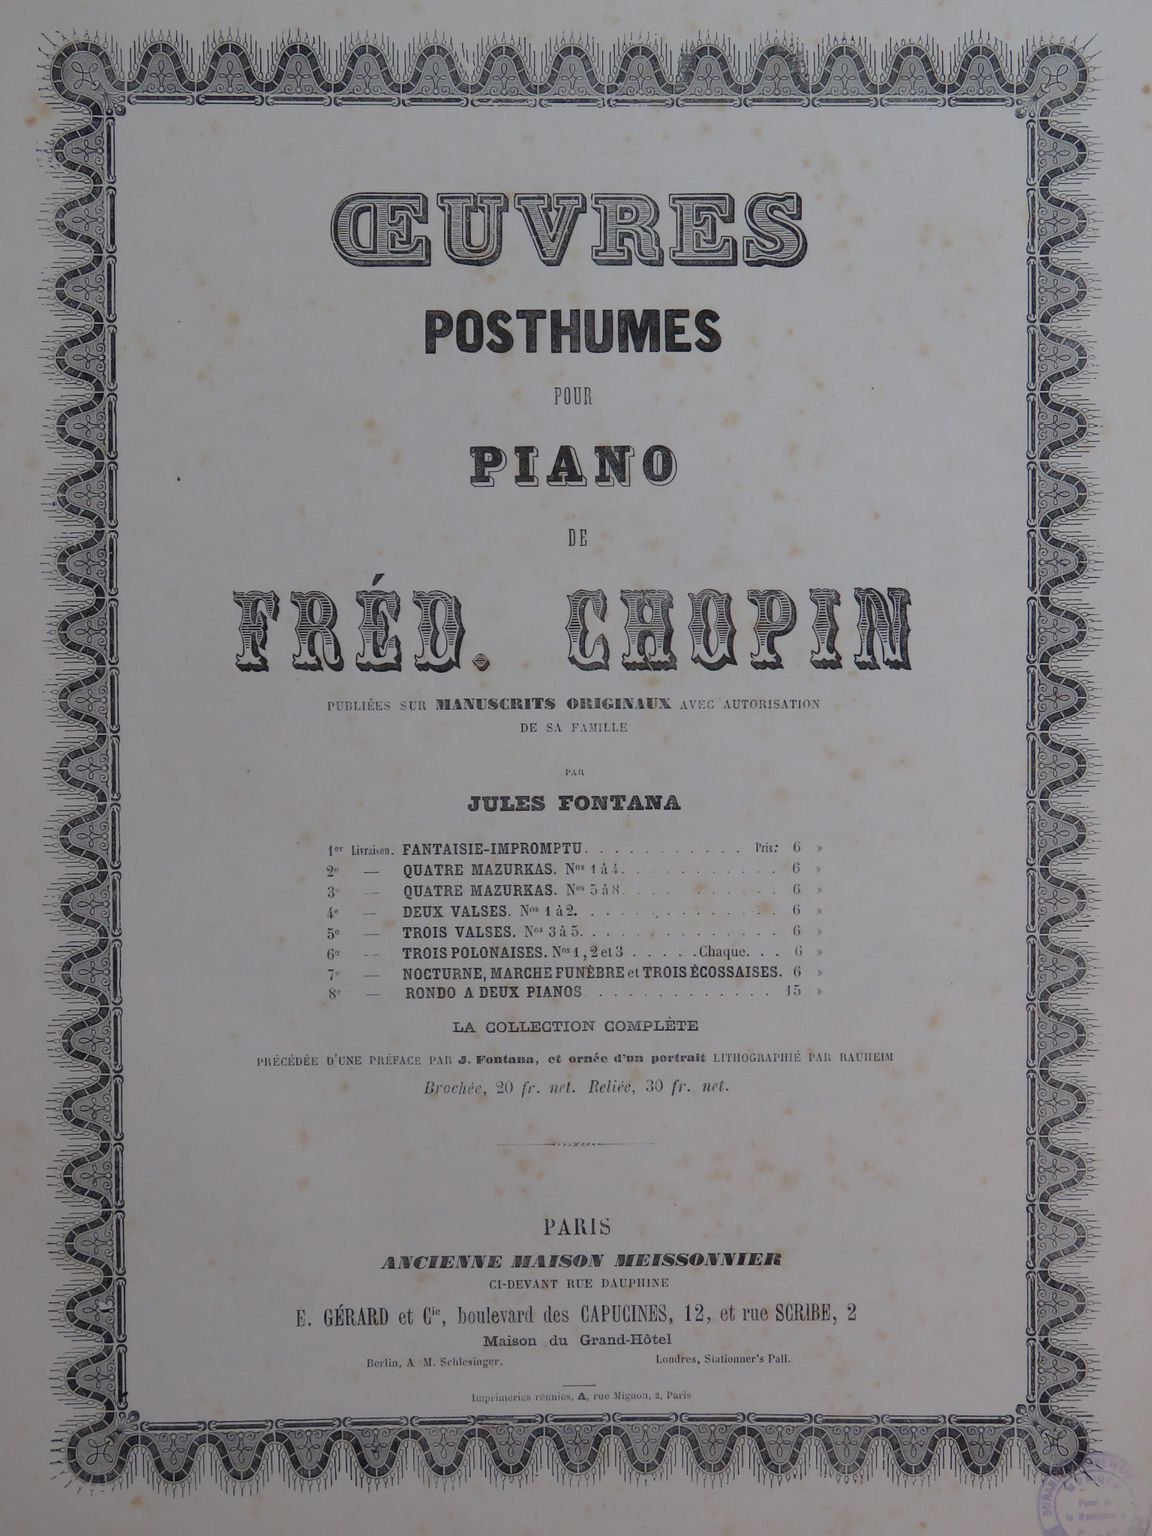 ŒUVRES
POSTHUMES
POUR
PIANO
DE
FRÉD. CHOPIN
PUBLIÉES SUR MANUSCRITS ORIGINAUX AVEC AUTORISATION
DE SA FAMILLE
PAR
JULES FONTANA
1er Livraison. FANTAISIE-IMPROMPTU. . . . . . . . . . . . Prix: 6 »
2e — QUATRE MAZURKAS. Nos 1 à 4. . . . . . . . . . . . 6 »
3e — QUATRE MAZURKAS. Nos 5 à 8. . . . . . . . . . . . 6 »
4e — DEUX VALSES. Nos 1 à 2. . . . . . . . . . . . . . 6 »
5e — TROIS VALSES. Nos 3 à 5. . . . . . . . . . . . . . 6 »
6e — TROIS POLONAISES. Nos 1, 2 et 3 . . . . . Chaque. . . 6 »
7e — NOCTURNE, MARCHE FUNÈBRE et TROIS ÉCOSSAISES. 6 »
8e — RONDO A DEUX PIANOS . . . . . . . . . . . . . 15 »
LA COLLECTION COMPLÈTE
PRÉCÉDÉE D'UNE PRÉFACE PAR J. Fontana, et ornée d'un portrait LITHOGRAPHIÉ PAR RAUHEIM
Brochée, 20 fr. net. Reliée, 30 fr. net.
PARIS
ANCIENNE MAISON MEISSONNIER
CI-DEVANT RUE DAUPHINE
E. GÉRARD et Cie, boulevard des CAPUCINES, 12, et rue SCRIBE, 2
Maison du Grand-Hôtel
Berlin, A M. Schlesinger. Londres, Stationner's Pall.
Imprimeries réunies, A, rue Mignon, 2, Paris